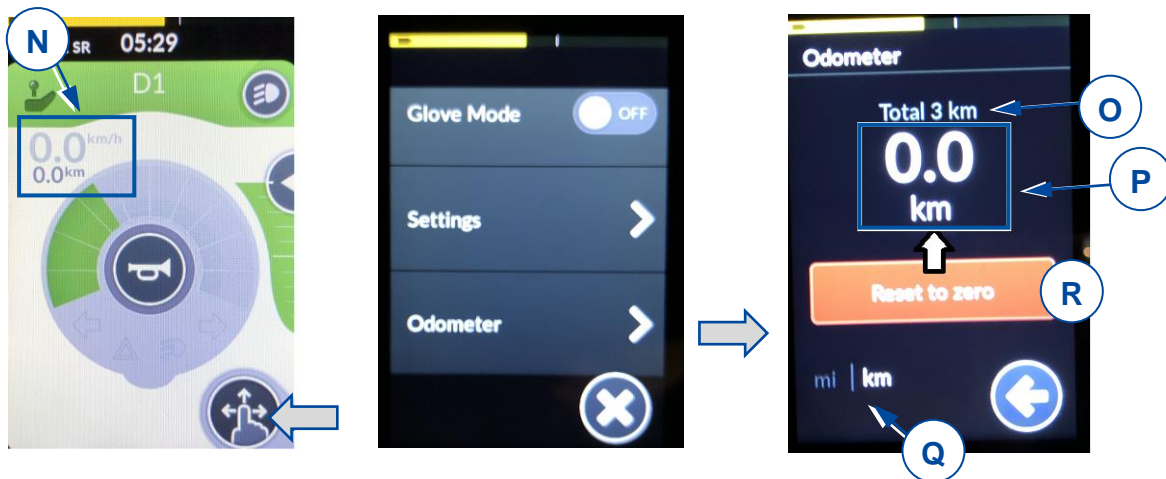 N
SR 05:29
D1
0.0 km/h
0.0 km
Glove Mode OFF
Settings
Odometer
Odometer
Total 3 km
0.0
km
Reset to zero
mi | km
O
P
R
Q